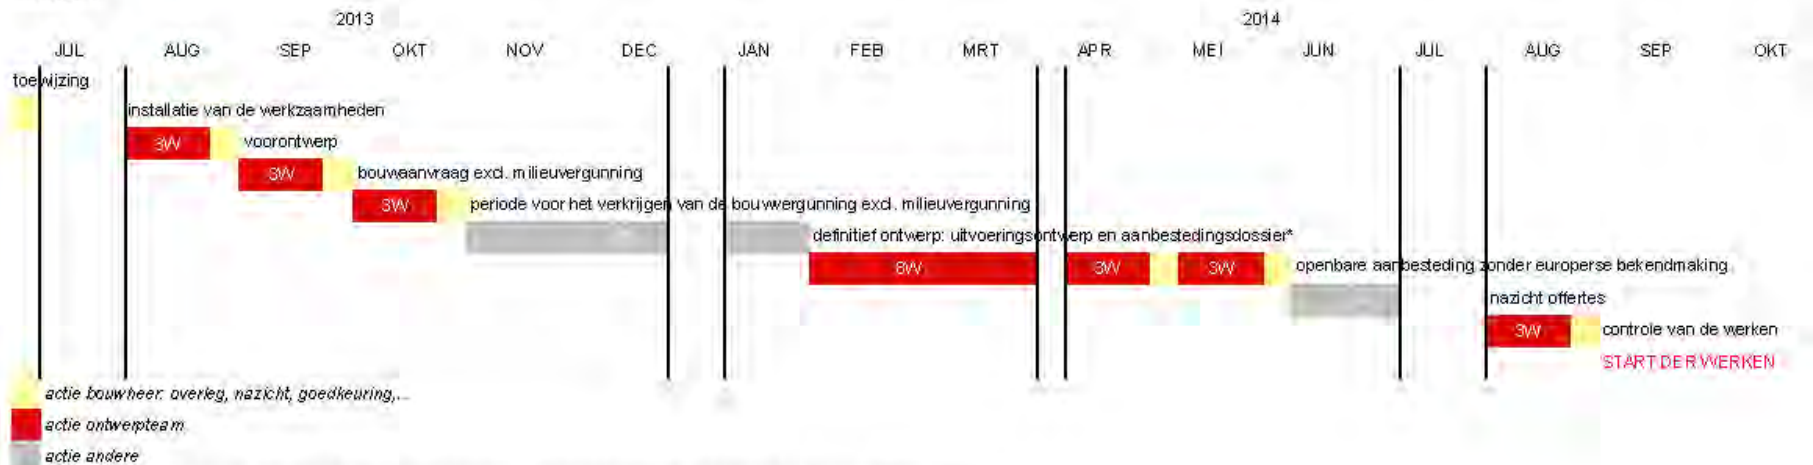 2013 2014
JUL AUG SEP OKT NOV DEC JAN FEB MRT APR MEI JUN JUL AUG SEP OKT
toewijzing
installatie van de werkzaamheden
3W voorontwerp
3W bouwaanvraag excl. milieuvergunning
3W periode voor het verkrijgen van de bouwvergunning excl. milieuvergunning
definitief ontwerp: uitvoeringsontwerp en aanbestedingsdossier*
8W 3W 3W openbare aanbesteding zonder europerse bekendmaking
nazicht offertes
3W controle van de werken
START DER WERKEN
actie bouwheer: overleg, nazicht, goedkeuring,...
actie ontwerpteam
actie andere